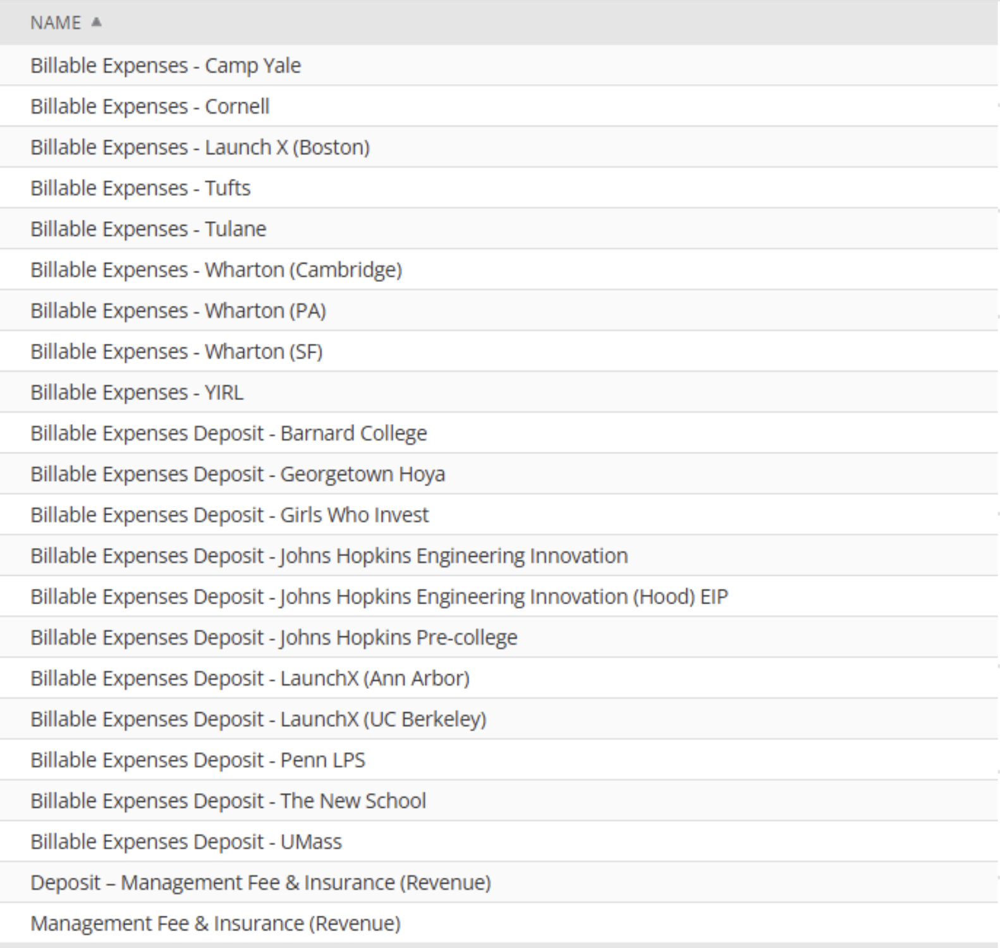 NAME ▲
Billable Expenses - Camp Yale
Billable Expenses - Cornell
Billable Expenses - Launch X (Boston)
Billable Expenses - Tufts
Billable Expenses - Tulane
Billable Expenses - Wharton (Cambridge)
Billable Expenses - Wharton (PA)
Billable Expenses - Wharton (SF)
Billable Expenses - YIRL
Billable Expenses Deposit - Barnard College
Billable Expenses Deposit - Georgetown Hoya
Billable Expenses Deposit - Girls Who Invest
Billable Expenses Deposit - Johns Hopkins Engineering Innovation
Billable Expenses Deposit - Johns Hopkins Engineering Innovation (Hood) EIP
Billable Expenses Deposit - Johns Hopkins Pre-college
Billable Expenses Deposit - LaunchX (Ann Arbor)
Billable Expenses Deposit - LaunchX (UC Berkeley)
Billable Expenses Deposit - Penn LPS
Billable Expenses Deposit - The New School
Billable Expenses Deposit - UMass
Deposit – Management Fee & Insurance (Revenue)
Management Fee & Insurance (Revenue)